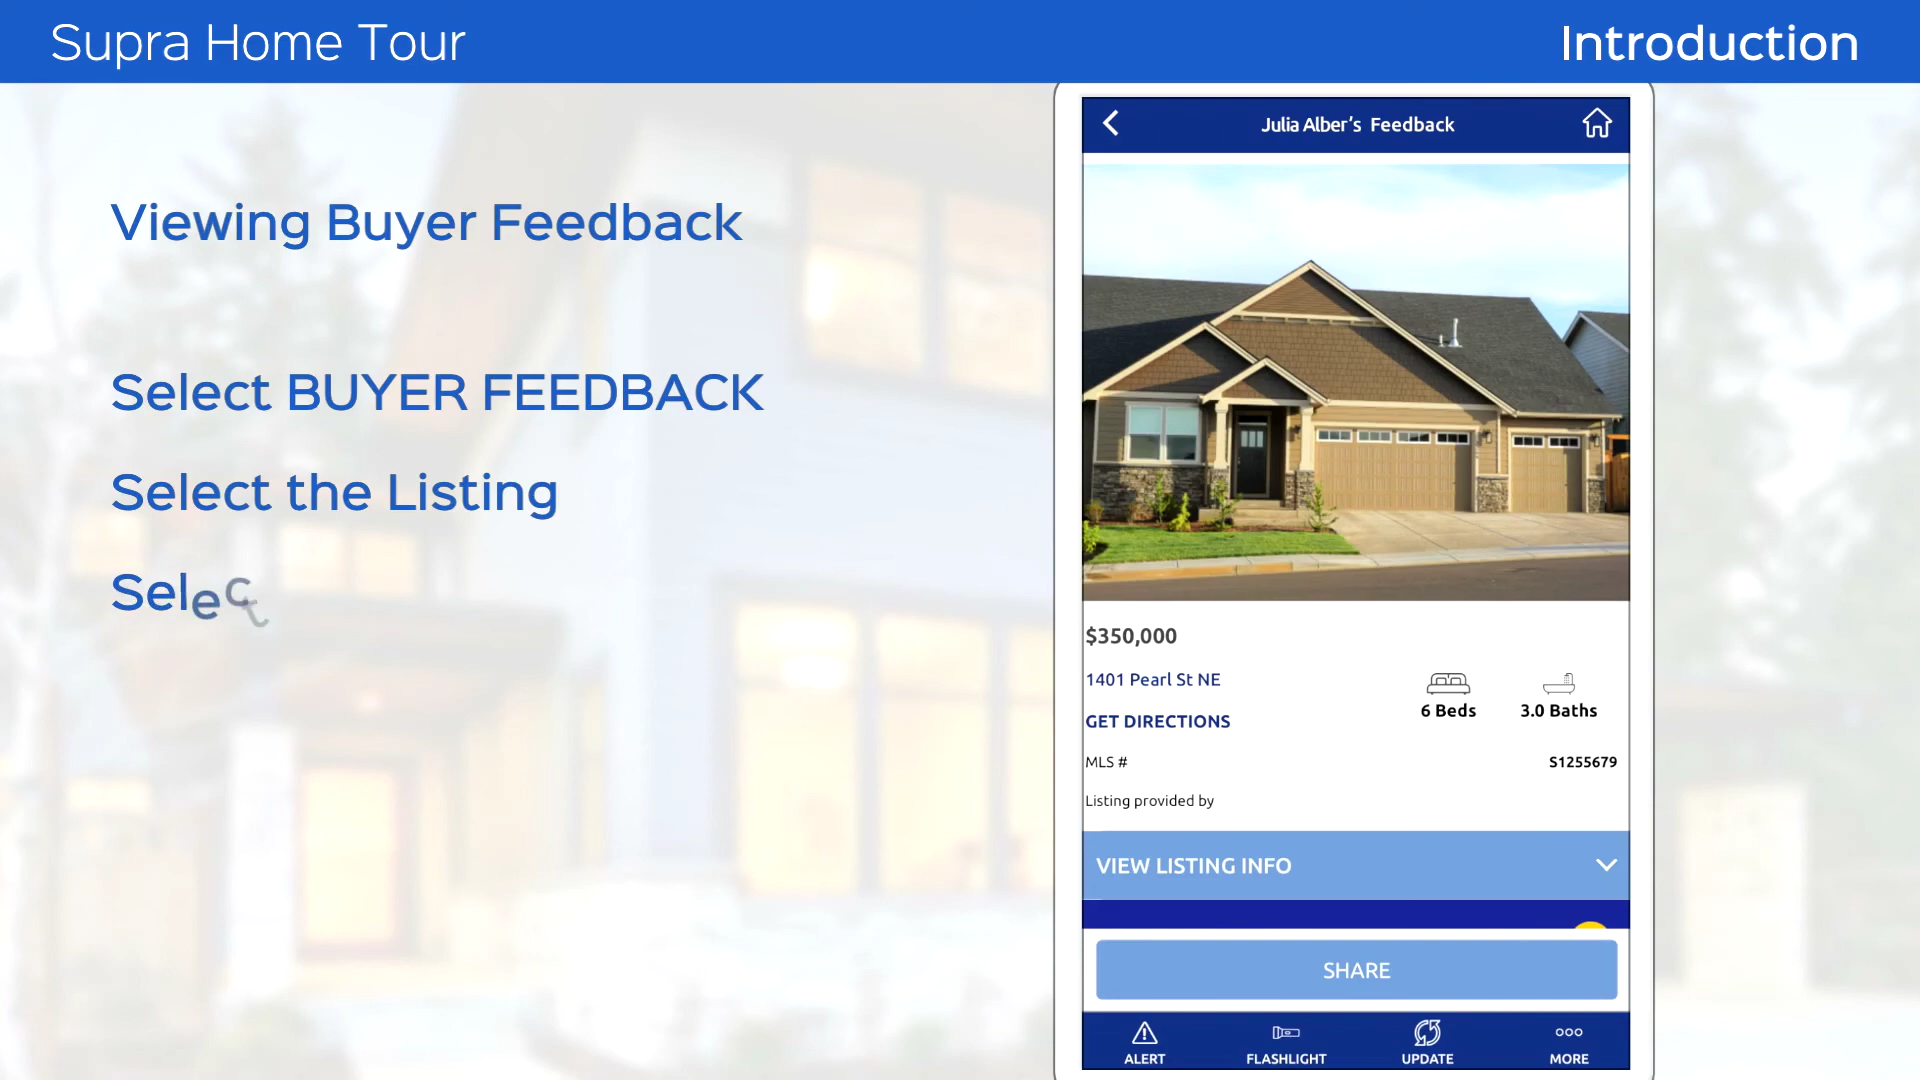 Supra Home Tour
Introduction
Viewing Buyer Feedback
Select BUYER FEEDBACK
Select the Listing
Select
Julia Alber's Feedback
$350,000
1401 Pearl St NE
6 Beds
3.0 Baths
GET DIRECTIONS
MLS #
S1255679
Listing provided by
VIEW LISTING INFO
SHARE
ALERT
FLASHLIGHT
UPDATE
MORE